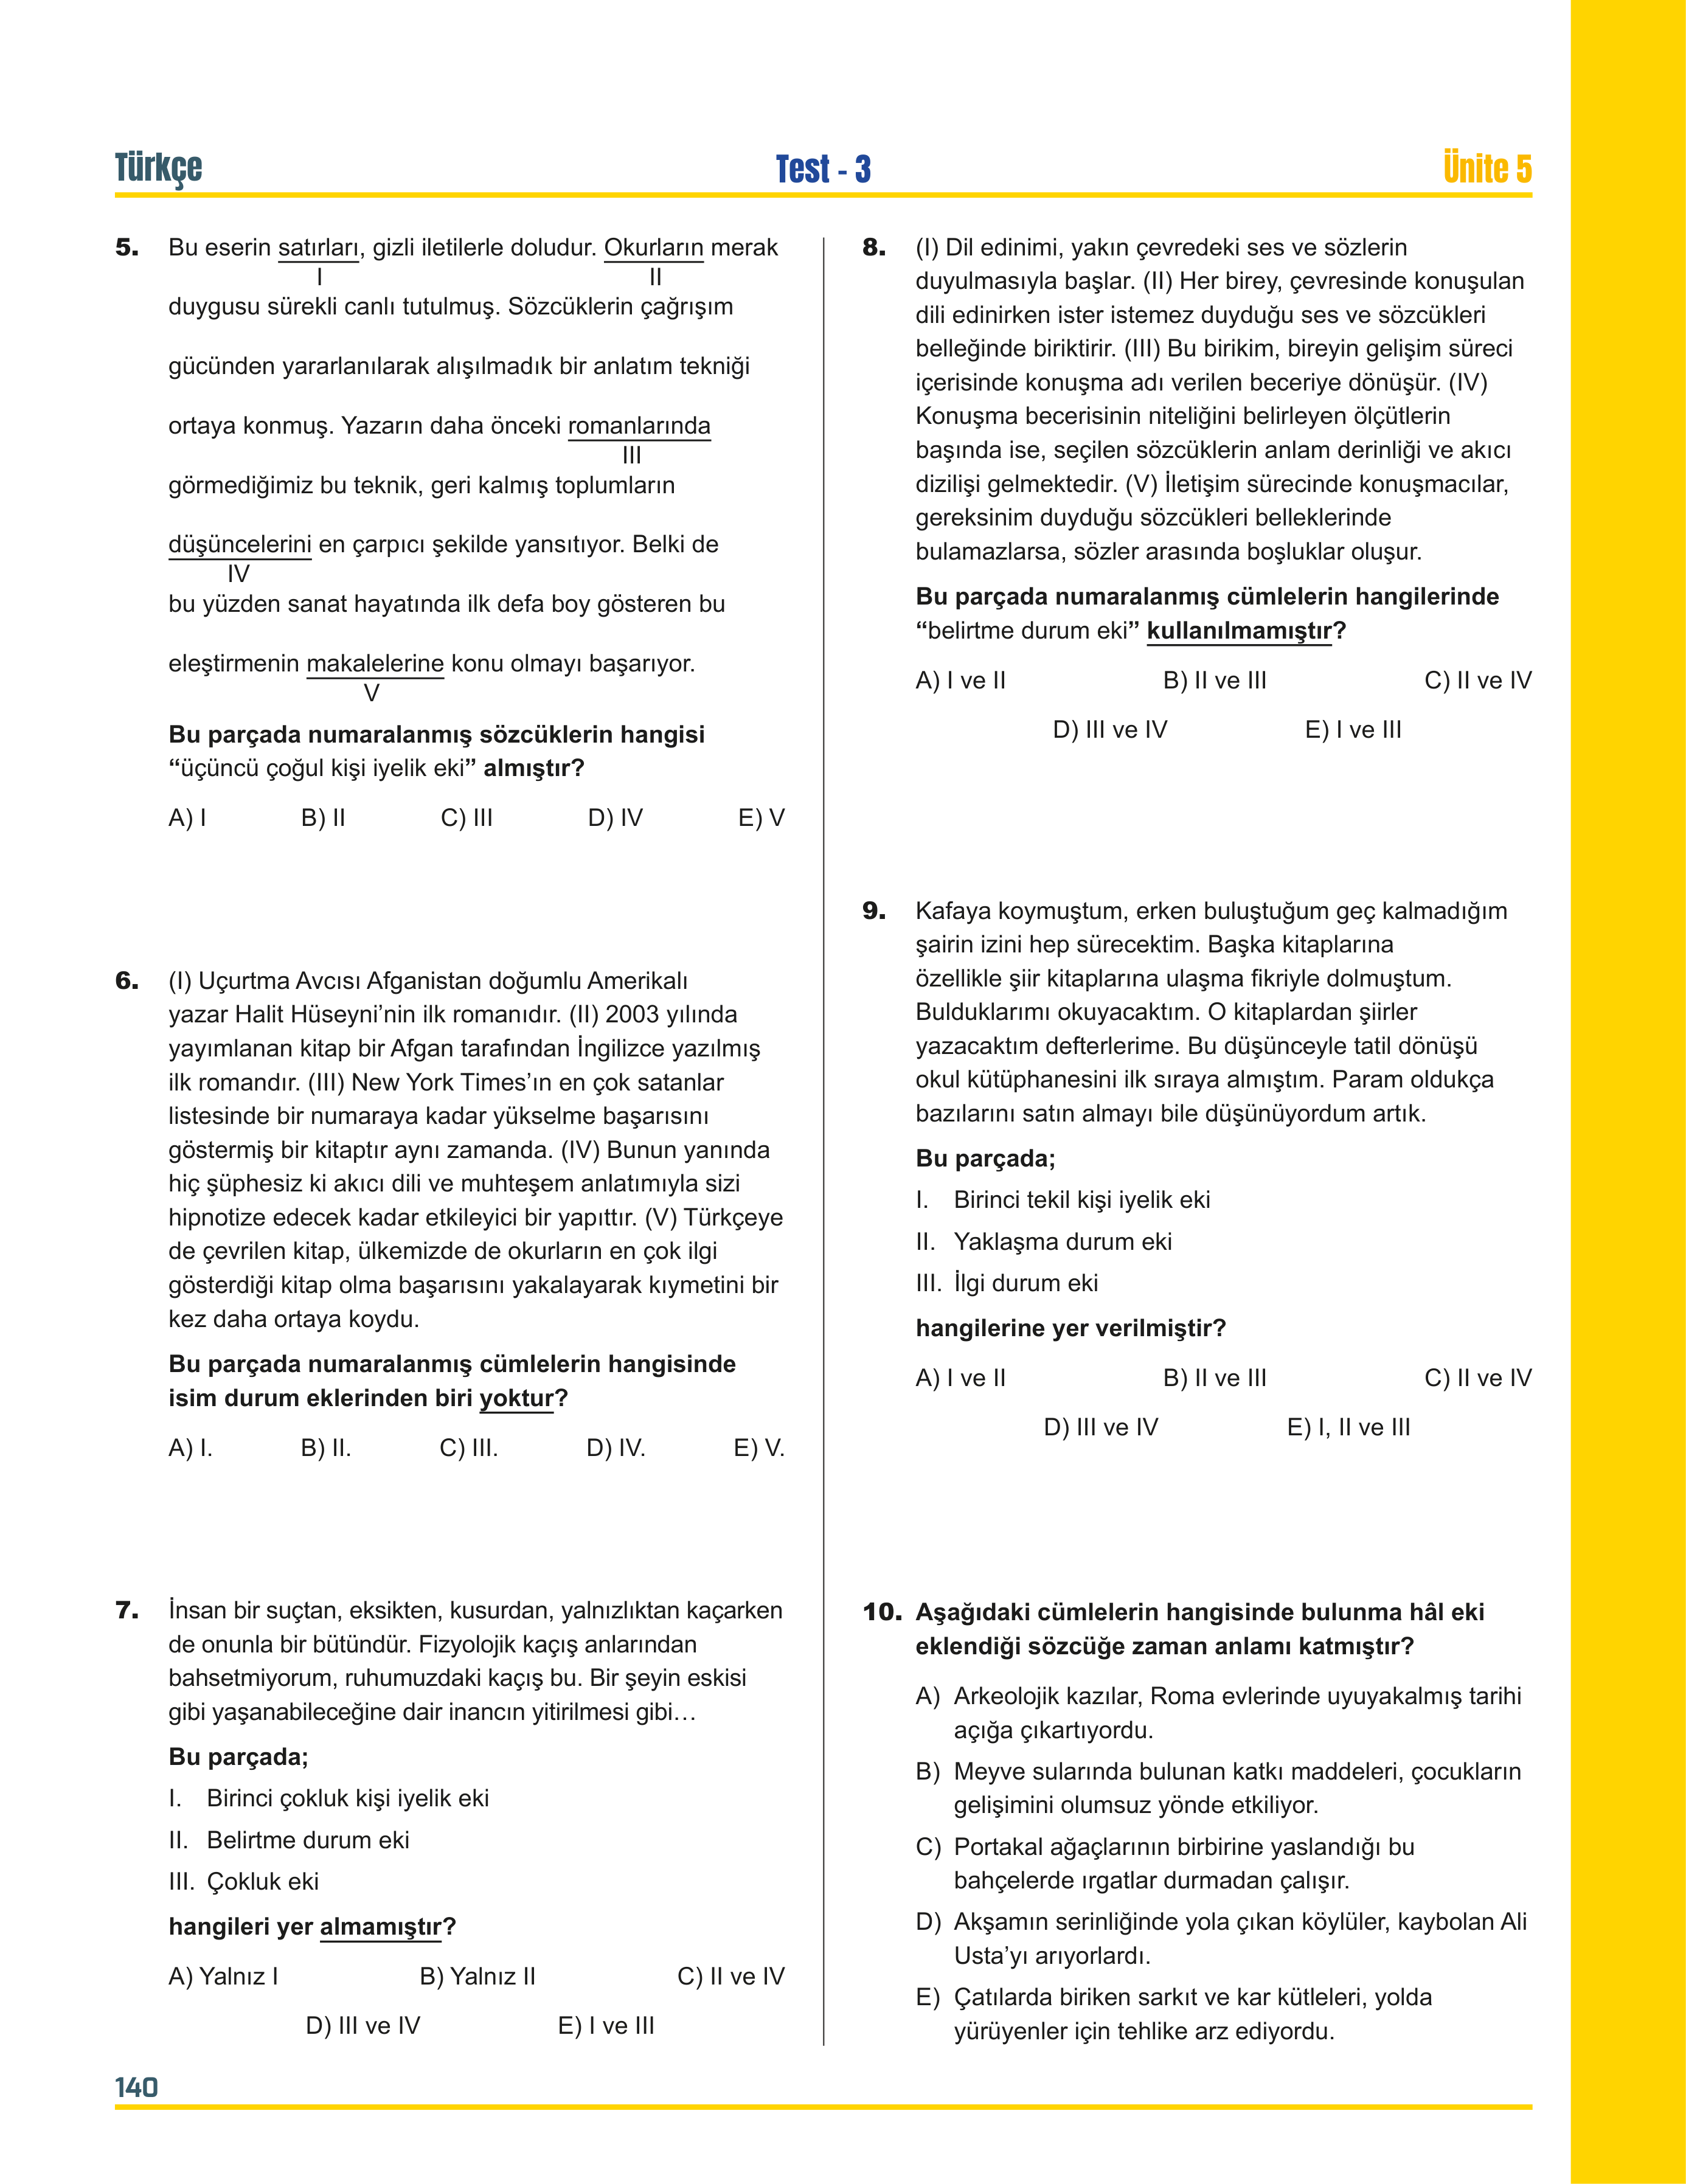 Türkçe
Test - 3
Ünite 5
5. Bu eserin satırları, gizli iletilerle doludur. Okurların merak
I II
duygusu sürekli canlı tutulmuş. Sözcüklerin çağrışım
gücünden yararlanılarak alışılmadık bir anlatım tekniği
ortaya konmuş. Yazarın daha önceki romanlarında
III
görmediğimiz bu teknik, geri kalmış toplumların
düşüncelerini en çarpıcı şekilde yansıtıyor. Belki de
IV
bu yüzden sanat hayatında ilk defa boy gösteren bu
eleştirmenin makalelerine konu olmayı başarıyor.
V
Bu parçada numaralanmış sözcüklerin hangisi
“üçüncü çoğul kişi iyelik eki” almıştır?
A) I B) II C) III D) IV E) V
6. (I) Uçurtma Avcısı Afganistan doğumlu Amerikalı
yazar Halit Hüseyni’nin ilk romanıdır. (II) 2003 yılında
yayımlanan kitap bir Afgan tarafından İngilizce yazılmış
ilk romandır. (III) New York Times’ın en çok satanlar
listesinde bir numaraya kadar yükselme başarısını
göstermiş bir kitaptır aynı zamanda. (IV) Bunun yanında
hiç şüphesiz ki akıcı dili ve muhteşem anlatımıyla sizi
hipnotize edecek kadar etkileyici bir yapıttır. (V) Türkçeye
de çevrilen kitap, ülkemizde de okurların en çok ilgi
gösterdiği kitap olma başarısını yakalayarak kıymetini bir
kez daha ortaya koydu.
Bu parçada numaralanmış cümlelerin hangisinde
isim durum eklerinden biri yoktur?
A) I. B) II. C) III. D) IV. E) V.
7. İnsan bir suçtan, eksikten, kusurdan, yalnızlıktan kaçarken
de onunla bir bütündür. Fizyolojik kaçış anlarından
bahsetmiyorum, ruhumuzdaki kaçış bu. Bir şeyin eskisi
gibi yaşanabileceğine dair inancın yitirilmesi gibi…
Bu parçada;
I. Birinci çokluk kişi iyelik eki
II. Belirtme durum eki
III. Çokluk eki
hangileri yer almamıştır?
A) Yalnız I B) Yalnız II C) II ve IV
D) III ve IV E) I ve III
8. (I) Dil edinimi, yakın çevredeki ses ve sözlerin
duyulmasıyla başlar. (II) Her birey, çevresinde konuşulan
dili edinirken ister istemez duyduğu ses ve sözcükleri
belleğinde biriktirir. (III) Bu birikim, bireyin gelişim süreci
içerisinde konuşma adı verilen beceriye dönüşür. (IV)
Konuşma becerisinin niteliğini belirleyen ölçütlerin
başında ise, seçilen sözcüklerin anlam derinliği ve akıcı
dizilişi gelmektedir. (V) İletişim sürecinde konuşmacılar,
gereksinim duyduğu sözcükleri belleklerinde
bulamazlarsa, sözler arasında boşluklar oluşur.
Bu parçada numaralanmış cümlelerin hangilerinde
“belirtme durum eki” kullanılmamıştır?
A) I ve II B) II ve III C) II ve IV
D) III ve IV E) I ve III
9. Kafaya koymuştum, erken buluştuğum geç kalmadığım
şairin izini hep sürecektim. Başka kitaplarına
özellikle şiir kitaplarına ulaşma fikriyle dolmuştum.
Bulduklarımı okuyacaktım. O kitaplardan şiirler
yazacaktım defterlerime. Bu düşünceyle tatil dönüşü
okul kütüphanesini ilk sıraya almıştım. Param oldukça
bazılarını satın almayı bile düşünüyordum artık.
Bu parçada;
I. Birinci tekil kişi iyelik eki
II. Yaklaşma durum eki
III. İlgi durum eki
hangilerine yer verilmiştir?
A) I ve II B) II ve III C) II ve IV
D) III ve IV E) I, II ve III
10. Aşağıdaki cümlelerin hangisinde bulunma hâl eki
eklendiği sözcüğe zaman anlamı katmıştır?
A) Arkeolojik kazılar, Roma evlerinde uyuyakalmış tarihi
açığa çıkartıyordu.
B) Meyve sularında bulunan katkı maddeleri, çocukların
gelişimini olumsuz yönde etkiliyor.
C) Portakal ağaçlarının birbirine yaslandığı bu
bahçelerde ırgatlar durmadan çalışır.
D) Akşamın serinliğinde yola çıkan köylüler, kaybolan Ali
Usta’yı arıyorlardı.
E) Çatılarda biriken sarkıt ve kar kütleleri, yolda
yürüyenler için tehlike arz ediyordu.
140